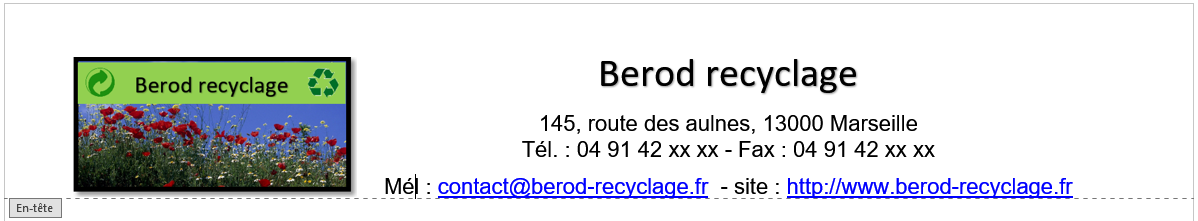 Berod recyclage
Berod recyclage
145, route des aulnes, 13000 Marseille
Tél. : 04 91 42 xx xx - Fax : 04 91 42 xx xx
Mél : contact@berod-recyclage.fr - site : http://www.berod-recyclage.fr
En-tête